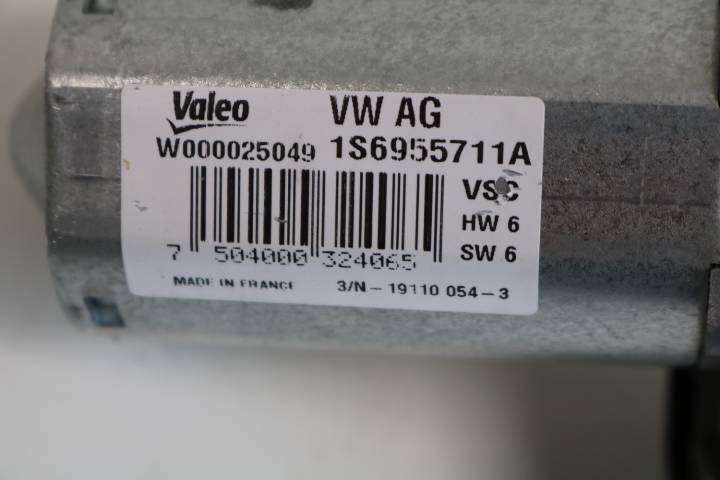 Valeo VW AG
W000025049 1S6955711A
VSC
HW 6
SW 6
7 504000 324065
MADE IN FRANCE 3/N - 19110 054 - 3